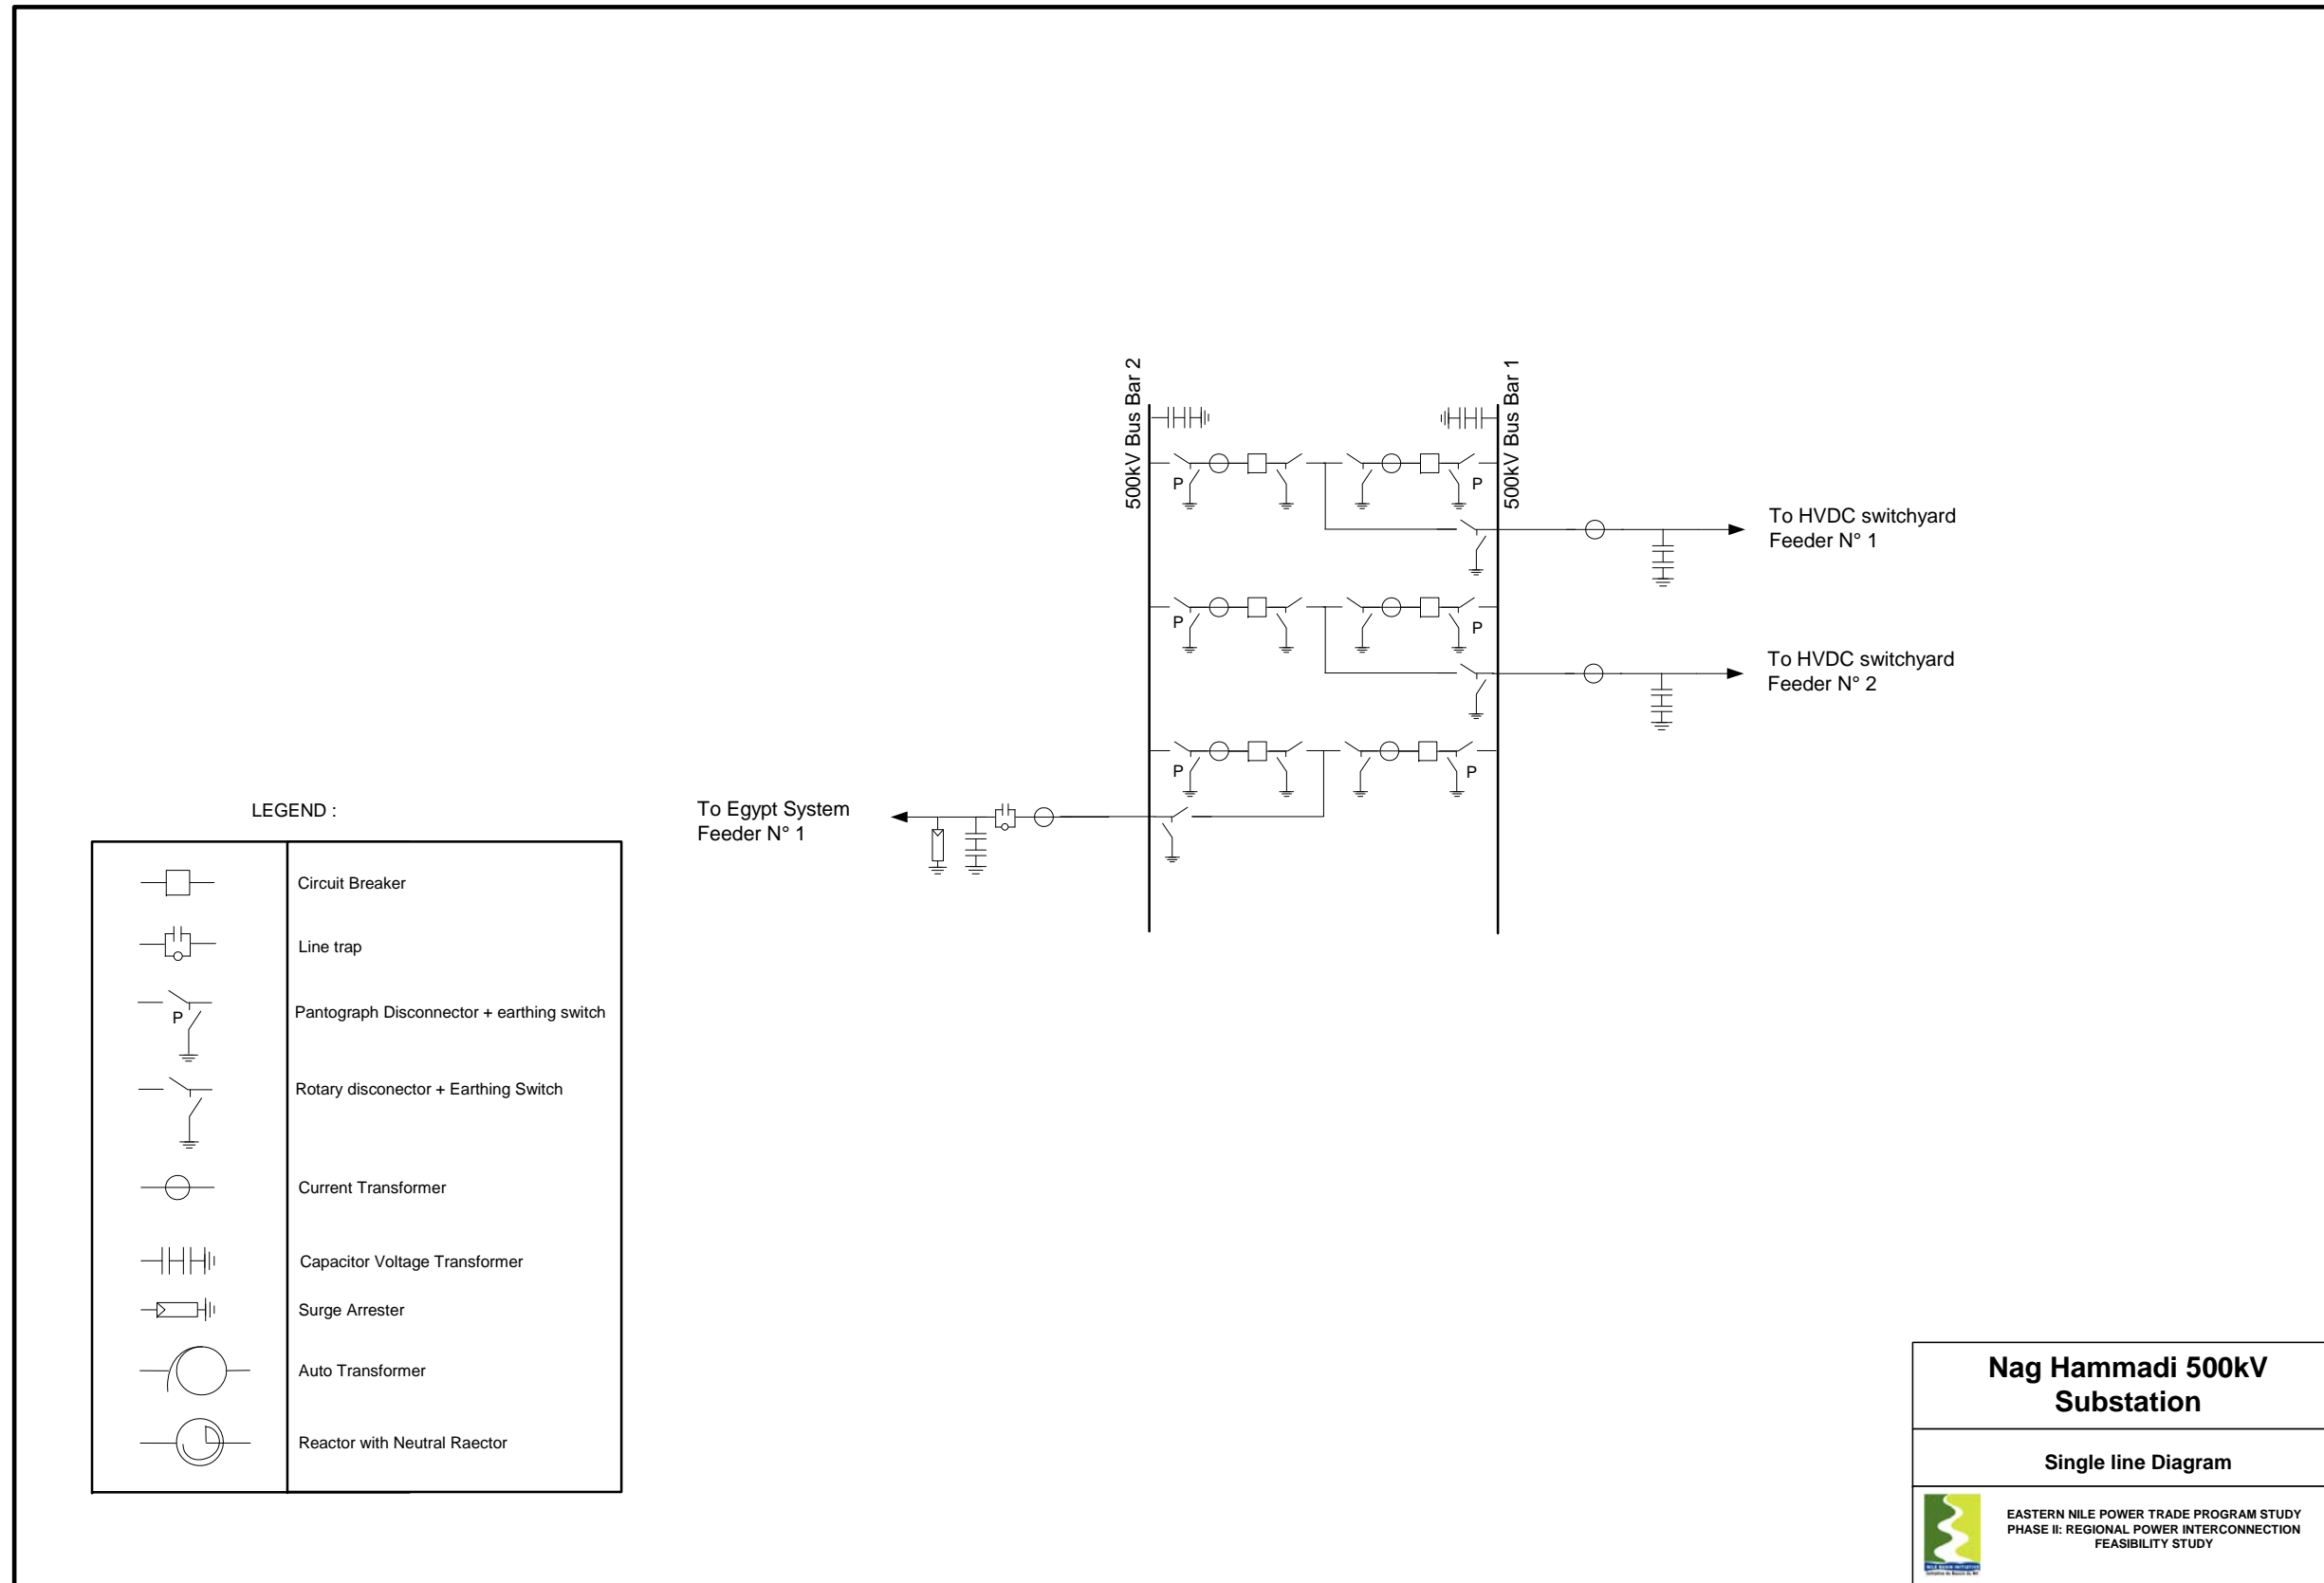 500kV Bus Bar 2
500kV Bus Bar 1
P
P
To HVDC switchyard
Feeder N° 1
P
P
To HVDC switchyard
Feeder N° 2
P
P
To Egypt System
Feeder N° 1
LEGEND :
Circuit Breaker
Line trap
P
Pantograph Disconnector + earthing switch
Rotary disconector + Earthing Switch
Current Transformer
Capacitor Voltage Transformer
Surge Arrester
Auto Transformer
Reactor with Neutral Raector
Nag Hammadi 500kV
Substation
Single line Diagram
EASTERN NILE POWER TRADE PROGRAM STUDY
PHASE II: REGIONAL POWER INTERCONNECTION
FEASIBILITY STUDY
NILE BASIN INITIATIVE